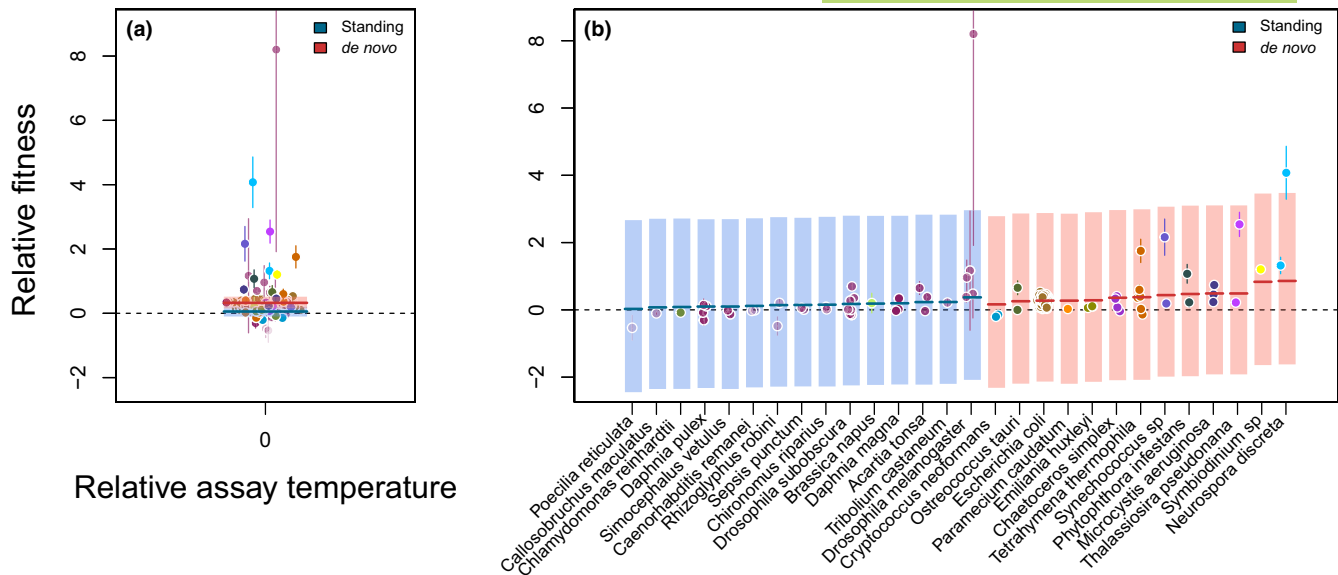 (a)
Standing
de novo
Relative fitness
8
6
4
2
0
−2
0
Relative assay temperature
(b)
Standing
de novo
8
6
4
2
0
−2
Poecilia reticulata
Callosobruchus maculatus
Chlamydomonas reinhardtii
Daphnia pulex
Simocephalus vetulus
Caenorhabditis remanei
Rhizoglyphus robini
Sepsis punctum
Chironomus riparius
Drosophila subobscura
Brassica napus
Daphnia magna
Acartia tonsa
Tribolium castaneum
Drosophila melanogaster
Cryptococcus neoformans
Ostreococcus tauri
Escherichia coli
Paramecium caudatum
Emiliania huxleyi
Chaetoceros simplex
Tetrahymena thermophila
Synechococcus sp
Phytophthora infestans
Microcystis aeruginosa
Thalassiosira pseudonana
Symbiodinium sp
Neurospora discreta